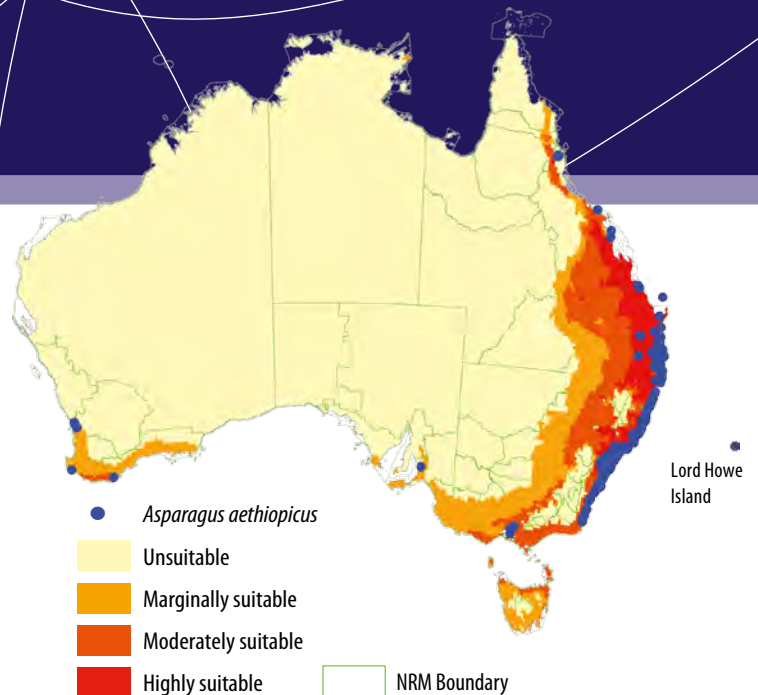 Lord Howe
Island
Asparagus aethiopicus
Unsuitable
Marginally suitable
Moderately suitable
Highly suitable
NRM Boundary